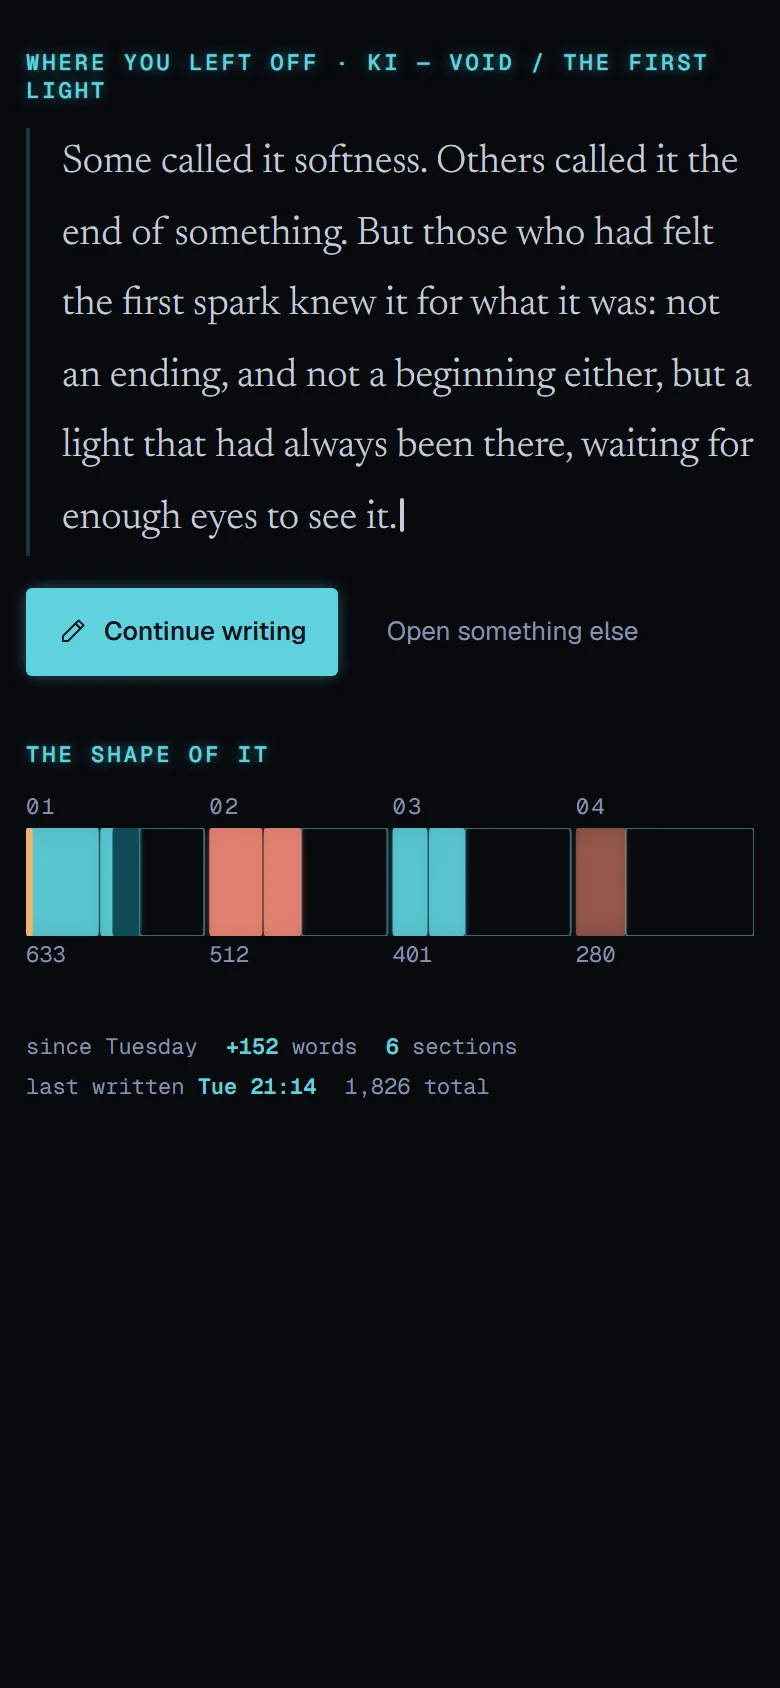 WHERE YOU LEFT OFF · KI — VOID / THE FIRST
LIGHT
Some called it softness. Others called it the
end of something. But those who had felt
the first spark knew it for what it was: not
an ending, and not a beginning either, but a
light that had always been there, waiting for
enough eyes to see it.
Continue writing
Open something else
THE SHAPE OF IT
01 02 03 04
633 512 401 280
since Tuesday +152 words 6 sections
last written Tue 21:14 1,826 total